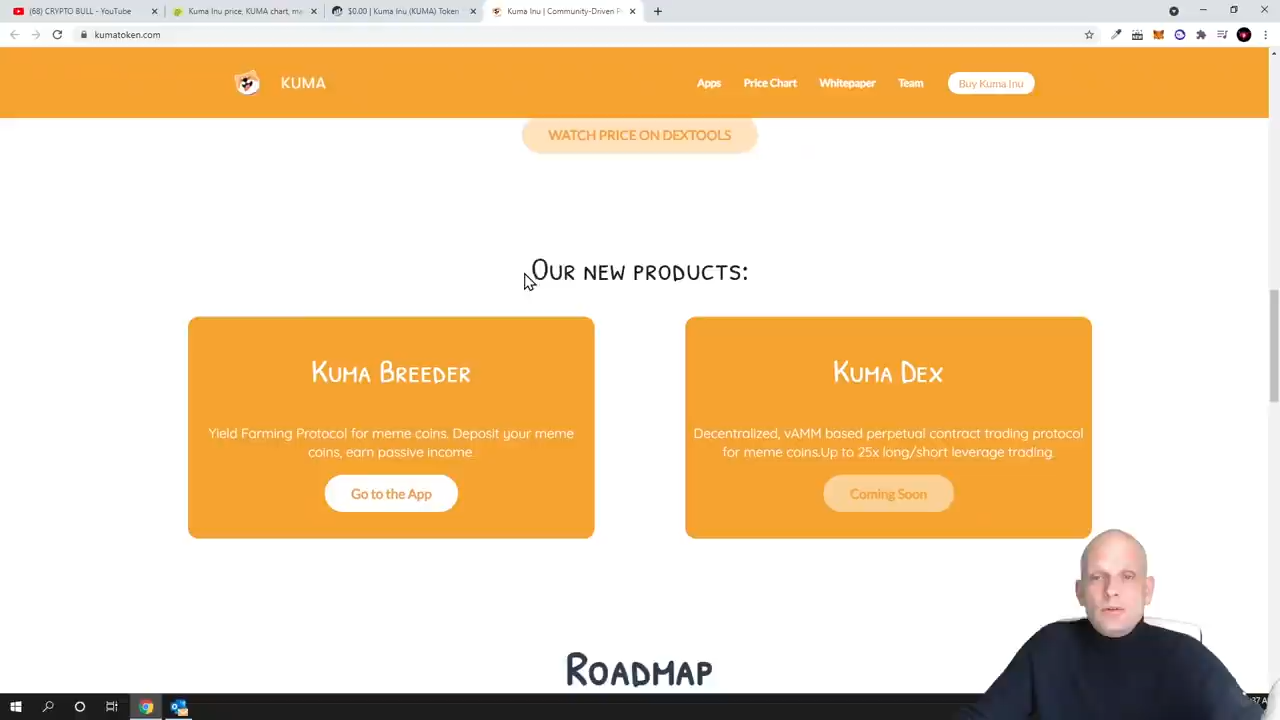 (68) CRYPTO BULL - YouTube
Kuma Inu price, KUMA chart, ma
$0.00 | Kuma Inu (KUMA) Token
Kuma Inu | Community-Driven P
kumatoken.com
KUMA
Apps
Price Chart
Whitepaper
Team
Buy Kuma Inu
WATCH PRICE ON DEXTOOLS
Our new products:
Kuma Breeder
Yield Farming Protocol for meme coins. Deposit your meme
coins, earn passive income.
Go to the App
Kuma Dex
Decentralized, vAMM based perpetual contract trading protocol
for meme coins.Up to 25x long/short leverage trading.
Coming Soon
Roadmap